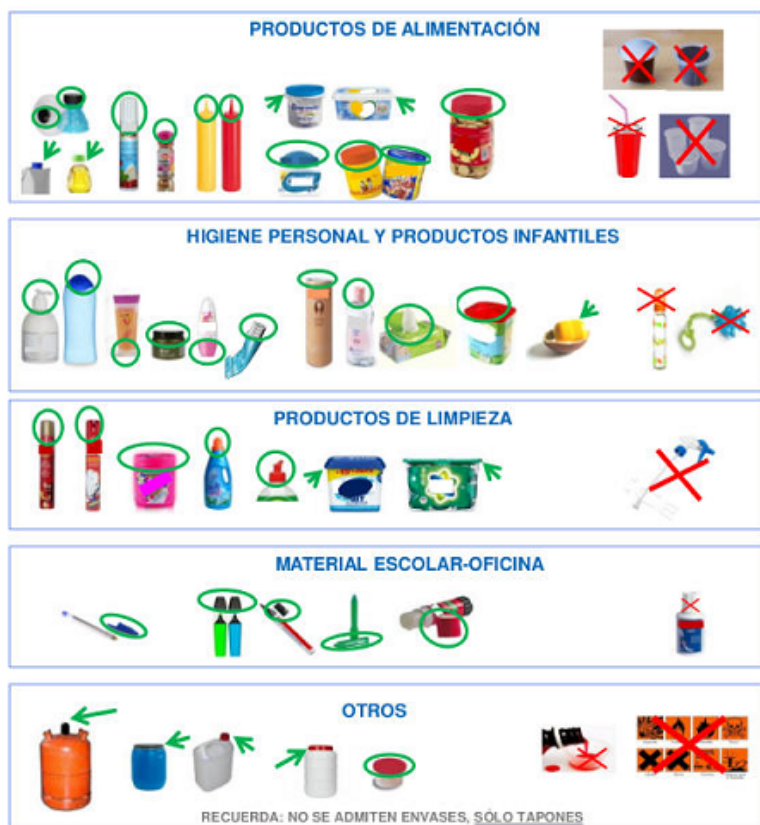 PRODUCTOS DE ALIMENTACIÓN
HIGIENE PERSONAL Y PRODUCTOS INFANTILES
PRODUCTOS DE LIMPIEZA
MATERIAL ESCOLAR-OFICINA
OTROS
RECUERDA: NO SE ADMITEN ENVASES, SÓLO TAPONES